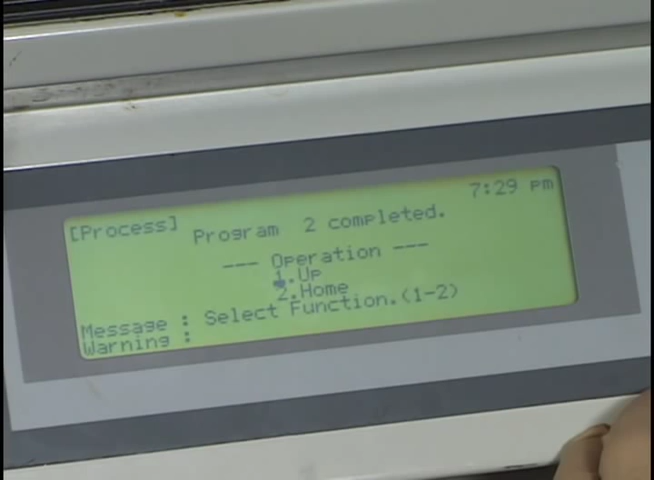 7:29 pm
[Process] Program 2 completed.
--- Operation ---
1.Up
2.Home
Message : Select Function.(1-2)
Warning :